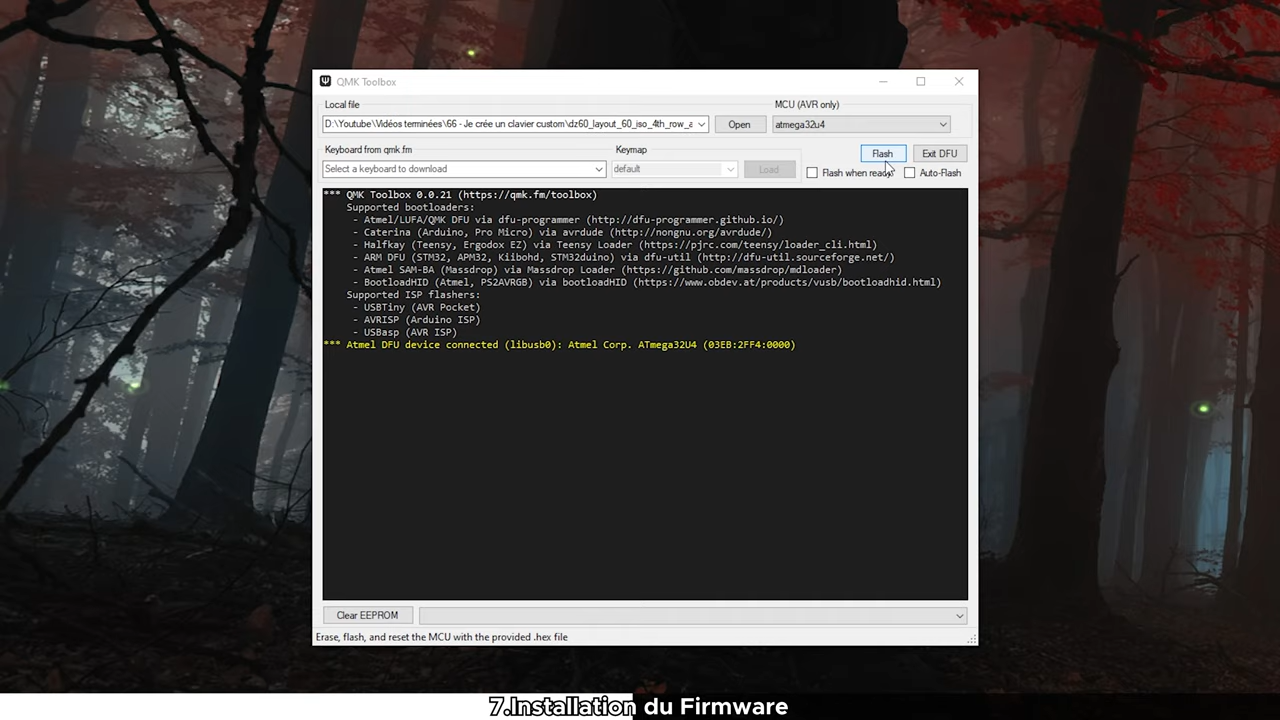 QMK Toolbox
Local file
MCU (AVR only)
D:\Youtube\Vidéos terminées\66 - Je crée un clavier custom\dz60_layout_60_iso_4th_row_a
Open
atmega32u4
Keyboard from qmk.fm
Keymap
Flash
Exit DFU
Select a keyboard to download
default
Load
Flash when ready
Auto-Flash
*** QMK Toolbox 0.0.21 (https://qmk.fm/toolbox)
Supported bootloaders:
- Atmel/LUFA/QMK DFU via dfu-programmer (http://dfu-programmer.github.io/)
- Caterina (Arduino, Pro Micro) via avrdude (http://nongnu.org/avrdude/)
- Halfkay (Teensy, Ergodox EZ) via Teensy Loader (https://pjrc.com/teensy/loader_cli.html)
- ARM DFU (STM32, APM32, Kiibohd, STM32duino) via dfu-util (http://dfu-util.sourceforge.net/)
- Atmel SAM-BA (Massdrop) via Massdrop Loader (https://github.com/massdrop/mdloader)
- BootloadHID (Atmel, PS2AVRGB) via bootloadHID (https://www.obdev.at/products/vusb/bootloadhid.html)
Supported ISP flashers:
- USBTiny (AVR Pocket)
- AVRISP (Arduino ISP)
- USBasp (AVR ISP)
*** Atmel DFU device connected (libusb0): Atmel Corp. ATmega32U4 (03EB:2FF4:0000)
Clear EEPROM
Erase, flash, and reset the MCU with the provided .hex file
7.Installation du Firmware